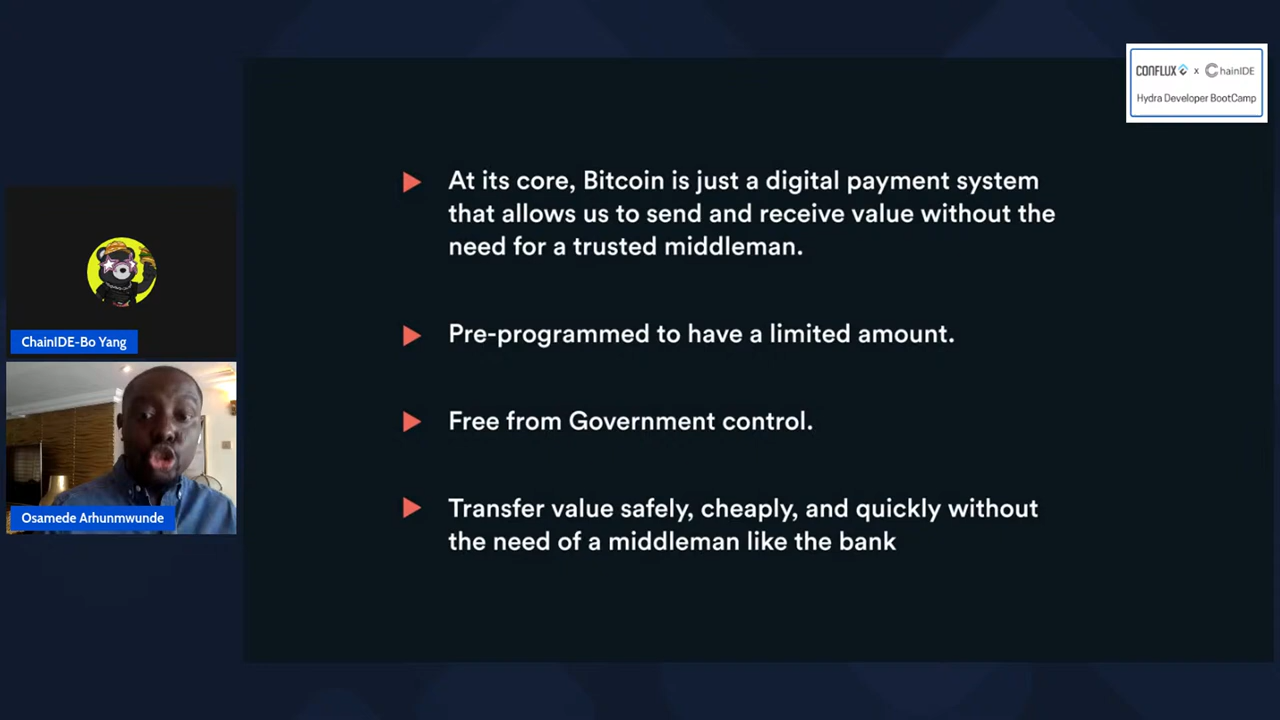 CONFLUX x ChainIDE
Hydra Developer BootCamp
At its core, Bitcoin is just a digital payment system
that allows us to send and receive value without the
need for a trusted middleman.
Pre-programmed to have a limited amount.
Free from Government control.
Transfer value safely, cheaply, and quickly without
the need of a middleman like the bank
ChainIDE-Bo Yang
Osamede Arhunmwunde